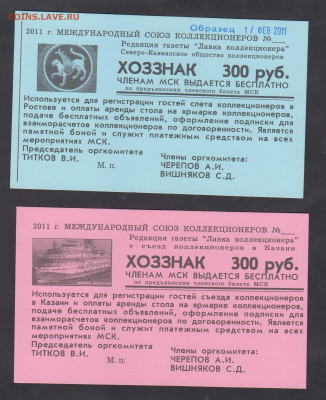 coins.ЛАВЕ.ru
Образец 17 ФЕВ 2011
2011 г. МЕЖДУНАРОДНЫЙ СОЮЗ КОЛЛЕКЦИОНЕРОВ №___
Редакция газеты "Лавка коллекционера"
Северо-Кавказское общество коллекционеров
ХОЗЗНАК 300 руб.
ЧЛЕНАМ МСК ВЫДАЕТСЯ БЕСПЛАТНО
по предъявлении членского билета МСК
Используется для регистрации гостей слета коллекционеров в
Ростове и оплаты аренды стола на ярмарке коллекционеров,
подаче бесплатных объявлений, оформление подписки для
взаиморасчетов коллекционеров по договоренности. Является
памятной боной и служит платежным средством на всех
мероприятиях МСК.
Председатель оргкомитета
ТИТКОВ В.И.
М. п.
Члены оргкомитета:
ЧЕРЕПОВ А.И.
ВИШНЯКОВ С.Д.
2011 г. МЕЖДУНАРОДНЫЙ СОЮЗ КОЛЛЕКЦИОНЕРОВ №___
Редакция газеты "Лавка коллекционера"
V съезд коллекционеров в Казани
ХОЗЗНАК 300 руб.
ЧЛЕНАМ МСК ВЫДАЕТСЯ БЕСПЛАТНО
по предъявлении членского билета МСК
Используется для регистрации гостей съезда коллекционеров
в Казани и оплаты аренды стола на ярмарке коллекционеров,
подаче бесплатных объявлений, оформление подписки для
взаиморасчетов коллекционеров по договоренности. Является
памятной боной и служит платежным средством на всех
мероприятиях МСК.
Председатель оргкомитета
ТИТКОВ В.И.
М. п.
Члены оргкомитета:
ЧЕРЕПОВ А.И.
ВИШНЯКОВ С.Д.